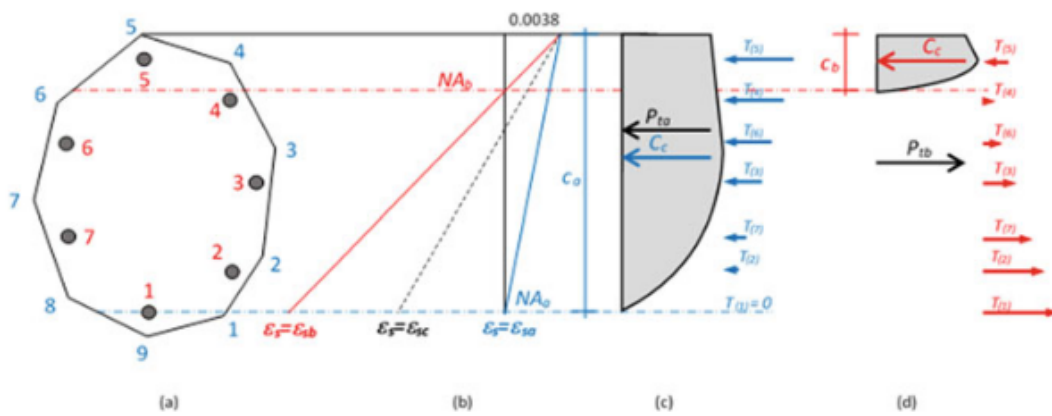 0.0038
5
4
5
6
NA_b
4
6
3
3
7
7
2
2
8
1
NA_a
1
9
ε_s=ε_sb
ε_s=ε_sc
ε_s=ε_sa
c_a
P_ta
C_c
T_(5)
T_(6)
T_(3)
T_(7)
T_(2)
T_(1) = 0
c_b
C_c
T_(5)
T_(4)
T_(6)
P_tb
T_(3)
T_(7)
T_(2)
T_(1)
(a)
(b)
(c)
(d)